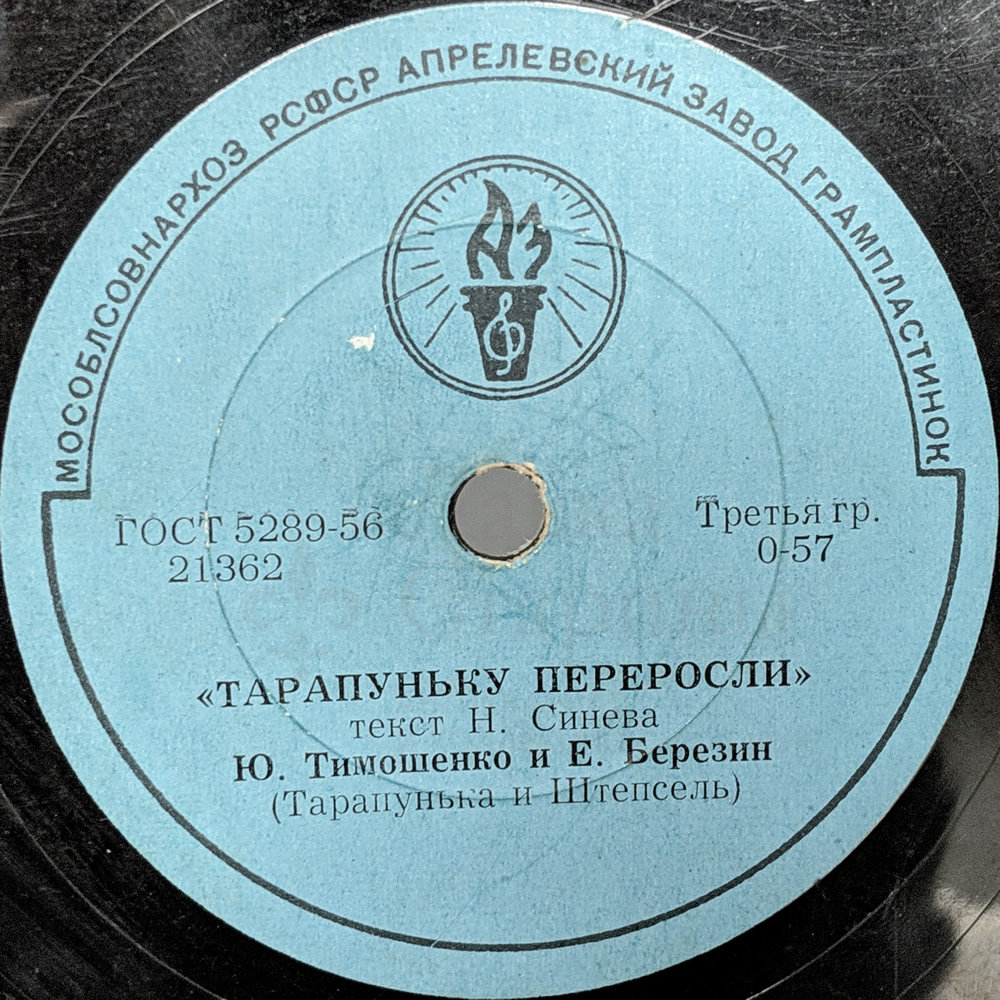 МОСОБЛСОВНАРХОЗ РСФСР АПРЕЛЕВСКИЙ ЗАВОД ГРАМПЛАСТИНОК
ГОСТ 5289-56
21362
Третья гр.
0-57
«ТАРАПУНЬКУ ПЕРЕРОСЛИ»
текст Н. Синева
Ю. Тимошенко и Е. Березин
(Тарапунька и Штепсель)